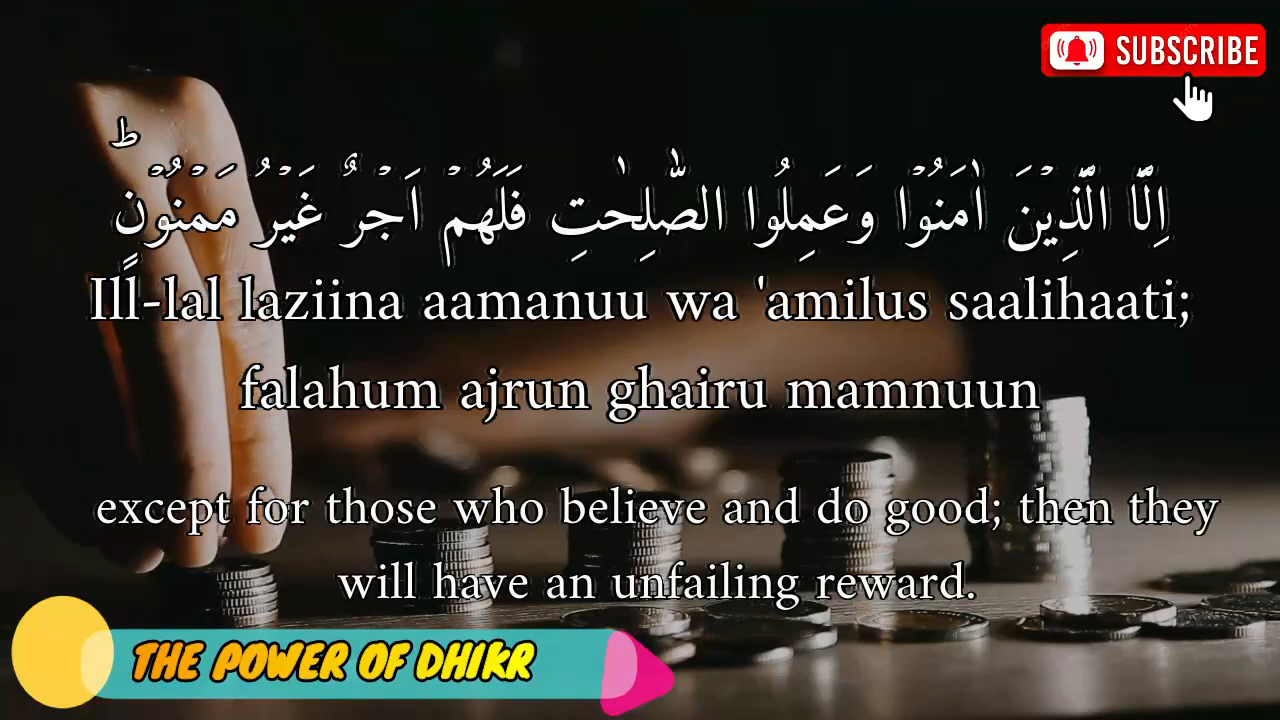 SUBSCRIBE
اِلَّا الَّذِيۡنَ اٰمَنُوۡا وَعَمِلُوا الصّٰلِحٰتِ فَلَهُمۡ اَجۡرٌ غَيۡرُ مَمۡنُوۡنٍؕ
Ill-lal laziina aamanuu wa 'amilus saalihaati;
falahum ajrun ghairu mamnuun
except for those who believe and do good; then they
will have an unfailing reward.
THE POWER OF DHIKR